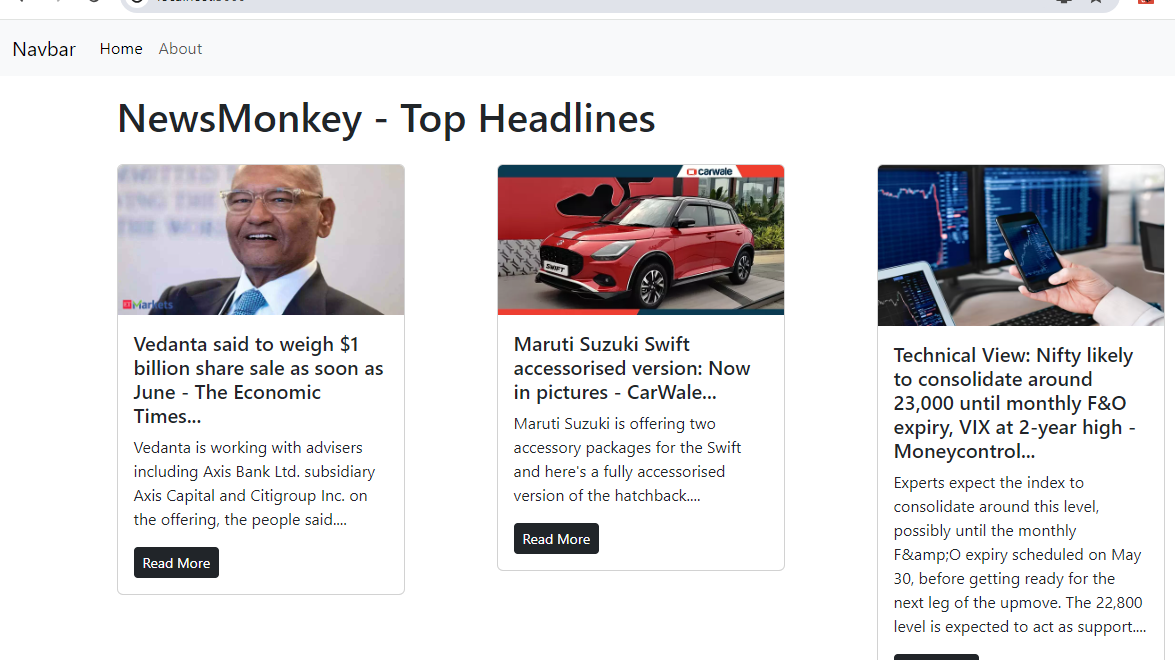 Navbar Home About
NewsMonkey - Top Headlines
ETMarkets
Vedanta said to weigh $1
billion share sale as soon as
June - The Economic
Times...
Vedanta is working with advisers
including Axis Bank Ltd. subsidiary
Axis Capital and Citigroup Inc. on
the offering, the people said....
Read More
carwale
SWIFT
Maruti Suzuki Swift
accessorised version: Now
in pictures - CarWale...
Maruti Suzuki is offering two
accessory packages for the Swift
and here's a fully accessorised
version of the hatchback....
Read More
Technical View: Nifty likely
to consolidate around
23,000 until monthly F&O
expiry, VIX at 2-year high -
Moneycontrol...
Experts expect the index to
consolidate around this level,
possibly until the monthly
F&amp;O expiry scheduled on May
30, before getting ready for the
next leg of the upmove. The 22,800
level is expected to act as support....